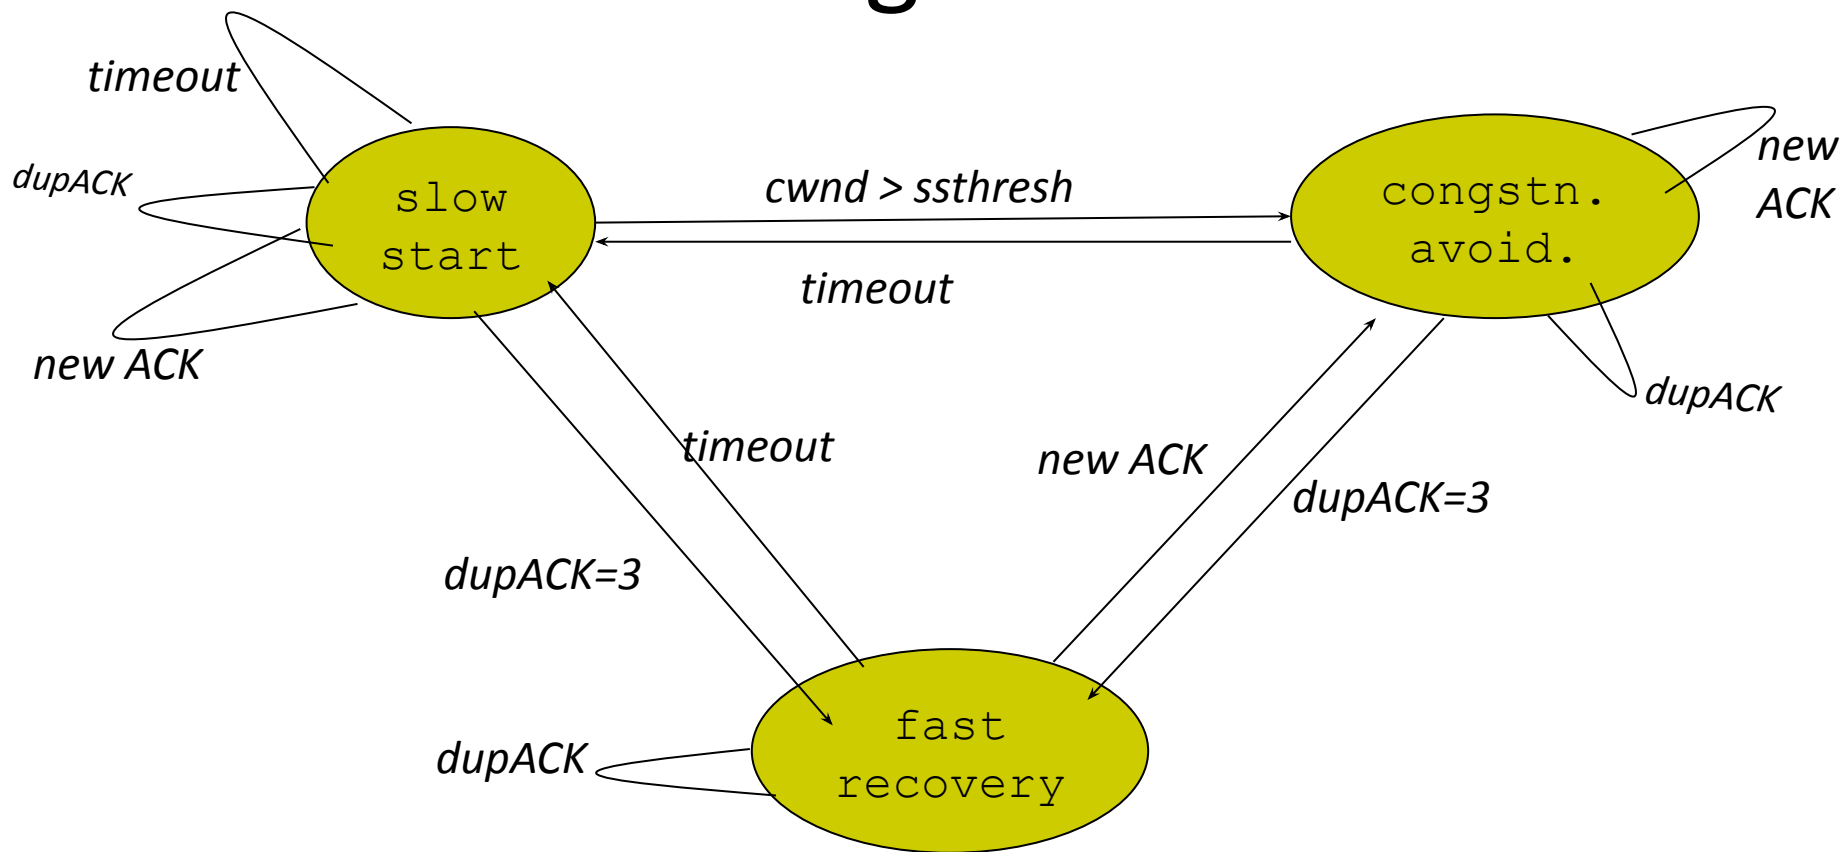 timeout
dupACK
slow
start
new ACK
cwnd > ssthresh
timeout
congstn.
avoid.
new
ACK
dupACK
timeout
new ACK
dupACK=3
dupACK=3
fast
recovery
dupACK